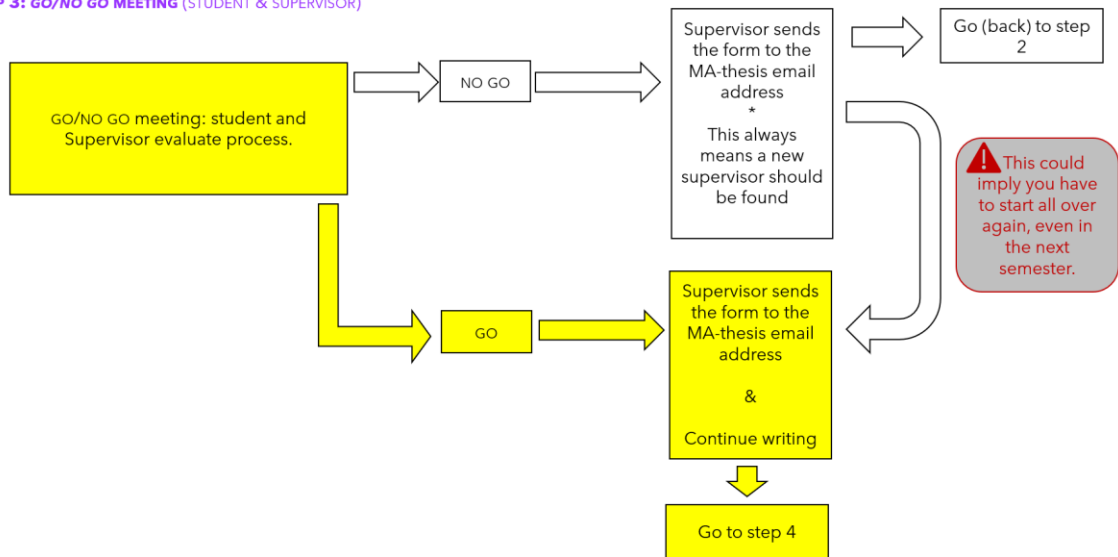 P 3: GO/NO GO MEETING (STUDENT & SUPERVISOR)
GO/NO GO meeting: student and
Supervisor evaluate process.
NO GO
Supervisor sends
the form to the
MA-thesis email
address
*
This always
means a new
supervisor should
be found
Go (back) to step
2
This could
imply you have
to start all over
again, even in
the next
semester.
GO
Supervisor sends
the form to the
MA-thesis email
address
&
Continue writing
Go to step 4